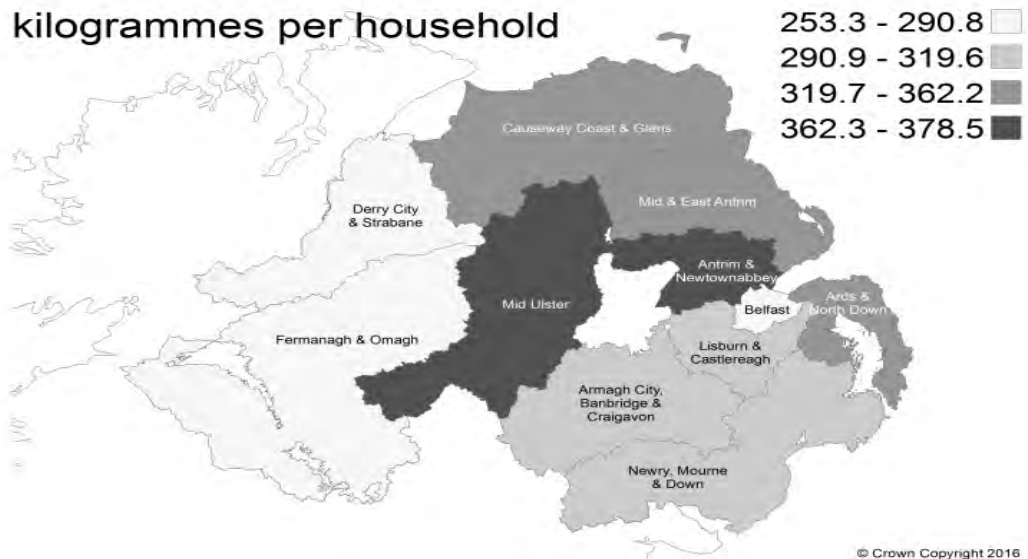 kilogrammes per household
253.3 - 290.8
290.9 - 319.6
319.7 - 362.2
362.3 - 378.5
Causeway Coast & Glens
Derry City
& Strabane
Mid & East Antrim
Antrim &
Newtownabbey
Mid Ulster
Belfast
Ards &
North Down
Fermanagh & Omagh
Lisburn &
Castlereagh
Armagh City,
Banbridge &
Craigavon
Newry, Mourne
& Down
© Crown Copyright 2016